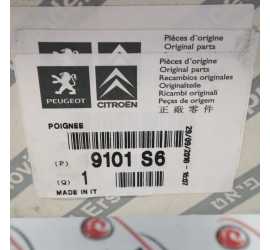 Pièces d'origine
Original parts
Pièces d'origine
Original parts
Recambios originales
Originalteile
Ricambi originali
Peças de origem
正廠零件
PEUGEOT
CITROËN
POIGNEE
(P) 9101 S6
(Q) 1
MADE IN IT